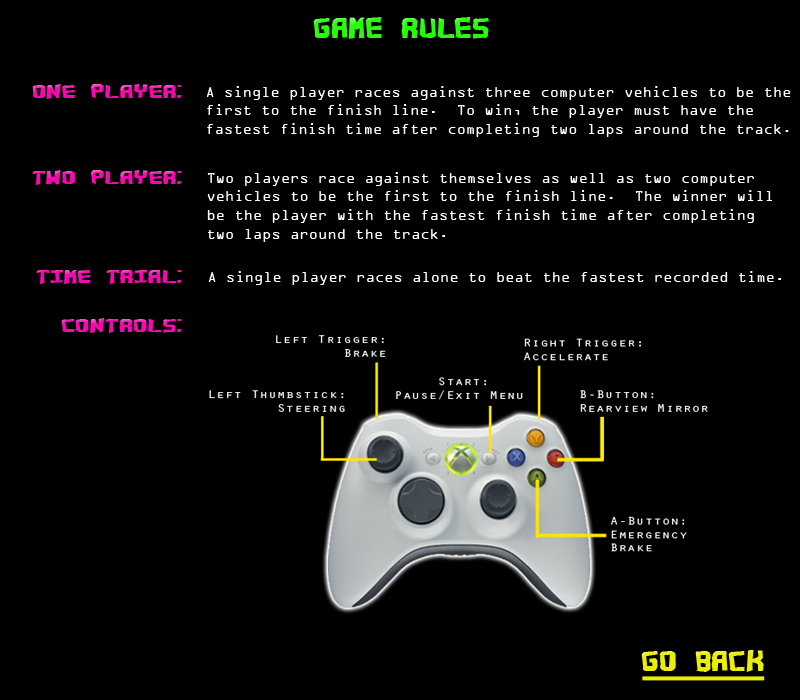 GAME RULES
ONE PLAYER:
A single player races against three computer vehicles to be the
first to the finish line. To win, the player must have the
fastest finish time after completing two laps around the track.
TWO PLAYER:
Two players race against themselves as well as two computer
vehicles to be the first to the finish line. The winner will
be the player with the fastest finish time after completing
two laps around the track.
TIME TRIAL:
A single player races alone to beat the fastest recorded time.
CONTROLS:
LEFT TRIGGER:
BRAKE
RIGHT TRIGGER:
ACCELERATE
START:
PAUSE/EXIT MENU
LEFT THUMBSTICK:
STEERING
B-BUTTON:
REARVIEW MIRROR
Y
X
A-BUTTON:
EMERGENCY
BRAKE
GO BACK